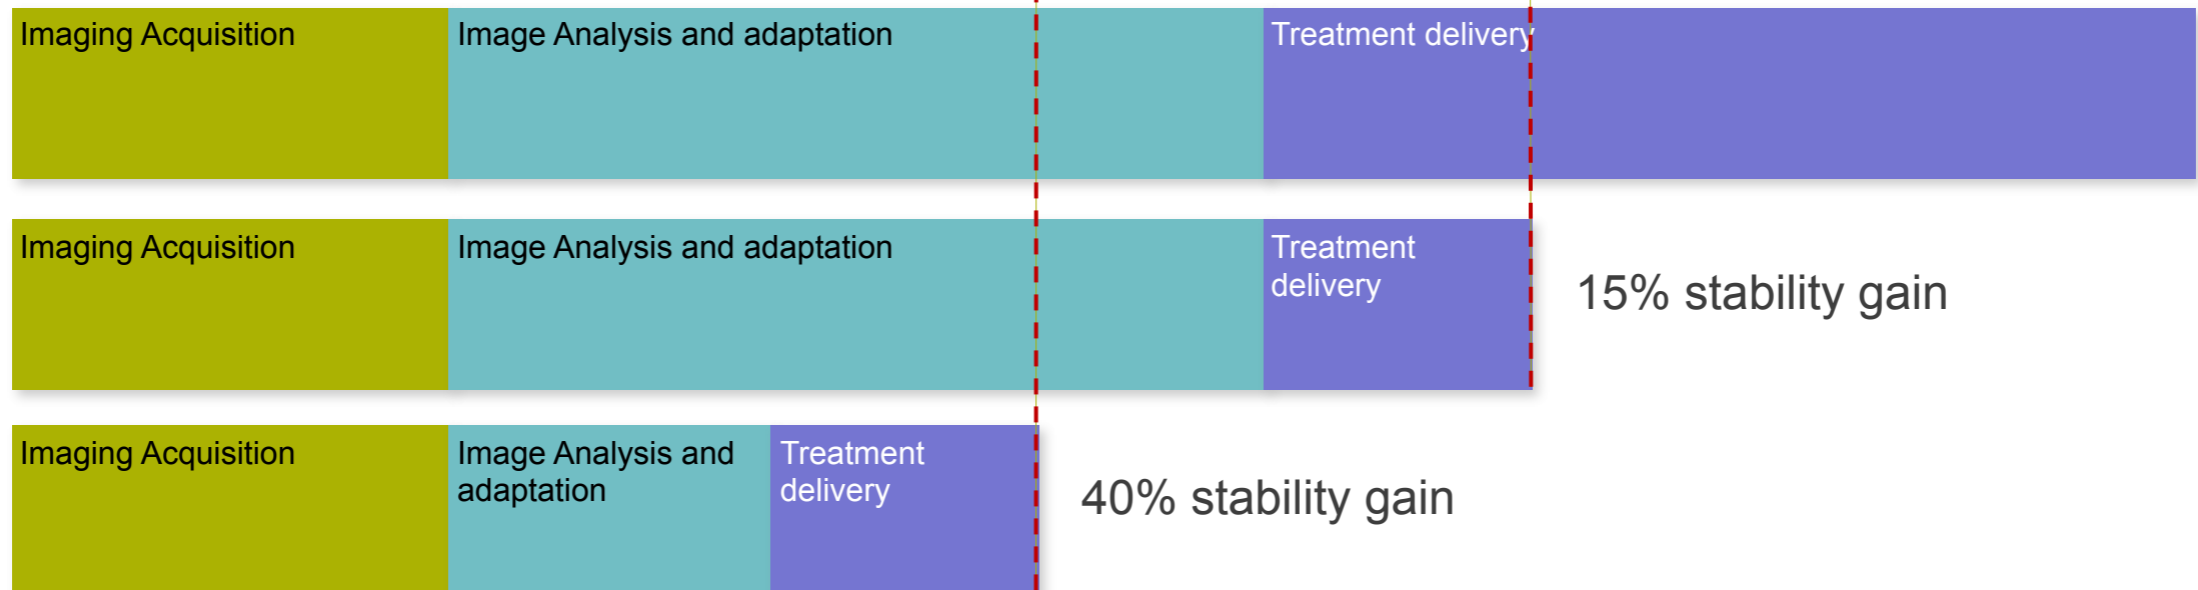 Imaging Acquisition
Image Analysis and adaptation
Treatment delivery
Imaging Acquisition
Image Analysis and adaptation
Treatment
delivery
15% stability gain
Imaging Acquisition
Image Analysis and
adaptation
Treatment
delivery
40% stability gain